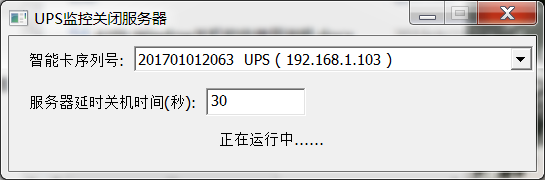 UPS监控关闭服务器
智能卡序列号: 201701012063 UPS ( 192.168.1.103 )
服务器延时关机时间(秒): 30
正在运行中......